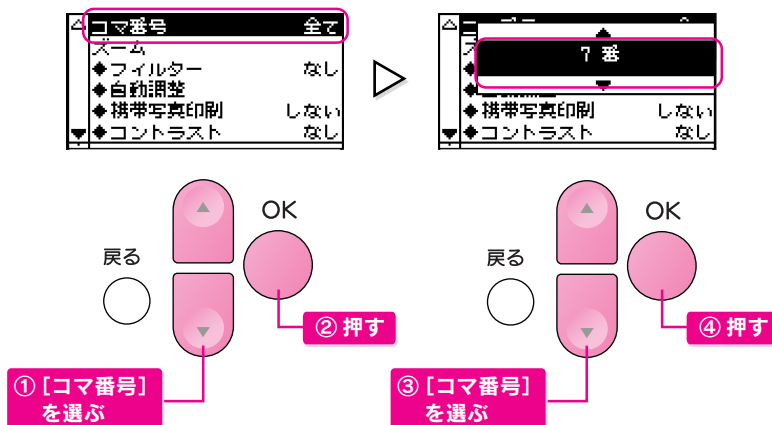 コマ番号 全て
ズーム
◆フィルター なし
◆自動調整
◆携帯写真印刷 しない
◆コントラスト なし
7 番
◆携帯写真印刷 しない
◆コントラスト なし
OK
戻る
② 押す
① [コマ番号]
を選ぶ
OK
戻る
④ 押す
③ [コマ番号]
を選ぶ